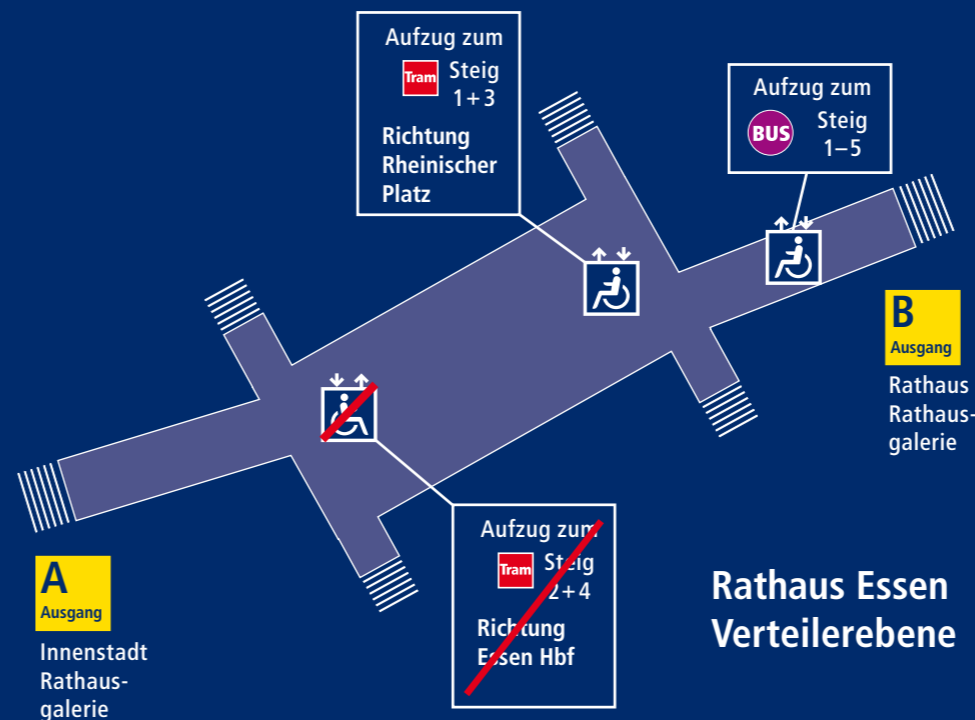 Aufzug zum
Tram Steig
1+3
Richtung
Rheinischer
Platz
Aufzug zum
BUS Steig
1–5
B
Ausgang
Rathaus
Rathaus-
galerie
A
Ausgang
Innenstadt
Rathaus-
galerie
Aufzug zum
Tram Steig
2+4
Richtung
Essen Hbf
Rathaus Essen
Verteilerebene